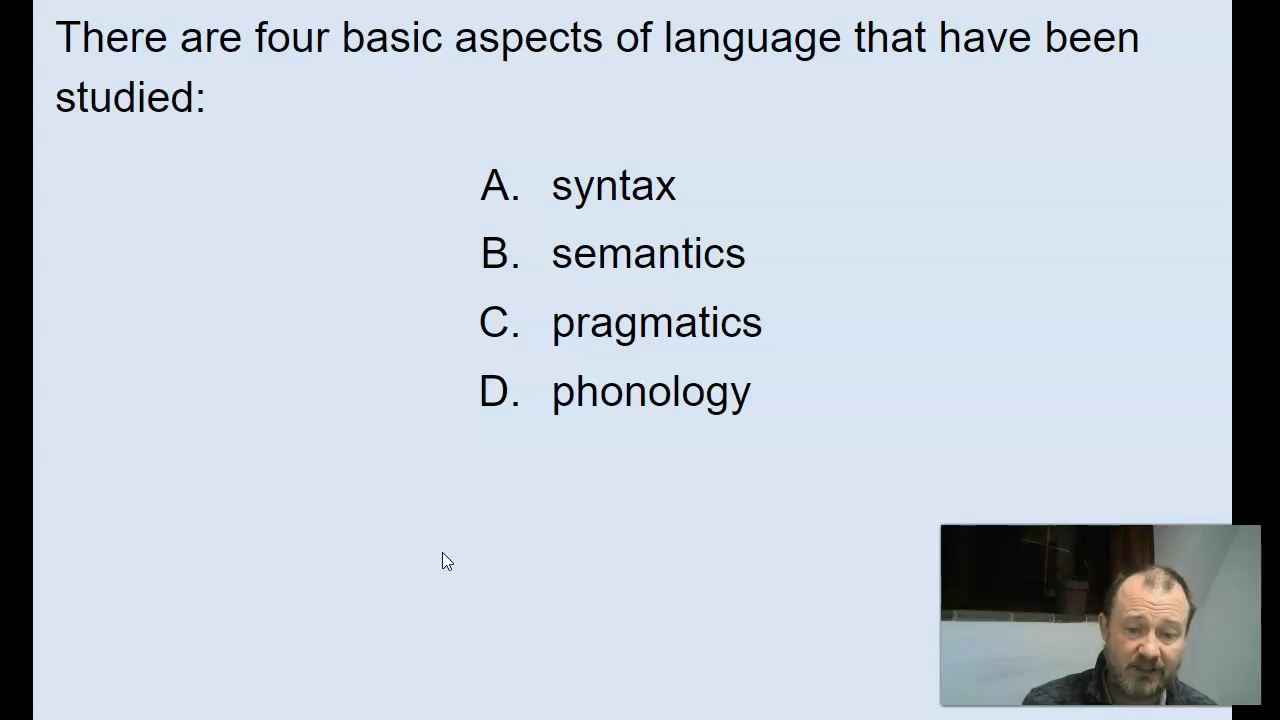 There are four basic aspects of language that have been
studied:
A. syntax
B. semantics
C. pragmatics
D. phonology